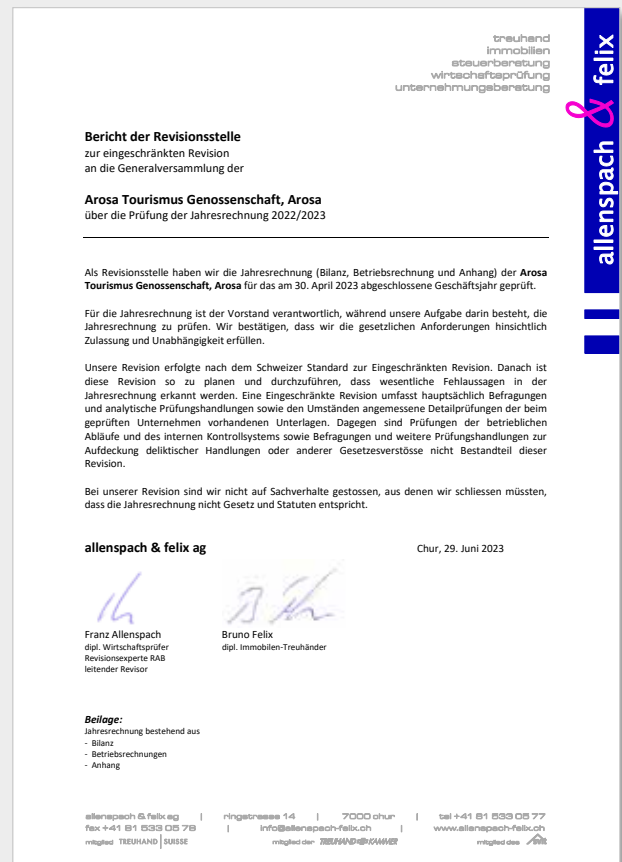 treuhand
immobilien
steuerberatung
wirtschaftsprüfung
unternehmungsberatung
allenspach & felix
Bericht der Revisionsstelle
zur eingeschränkten Revision
an die Generalversammlung der
Arosa Tourismus Genossenschaft, Arosa
über die Prüfung der Jahresrechnung 2022/2023
Als Revisionsstelle haben wir die Jahresrechnung (Bilanz, Betriebsrechnung und Anhang) der Arosa
Tourismus Genossenschaft, Arosa für das am 30. April 2023 abgeschlossene Geschäftsjahr geprüft.
Für die Jahresrechnung ist der Vorstand verantwortlich, während unsere Aufgabe darin besteht, die
Jahresrechnung zu prüfen. Wir bestätigen, dass wir die gesetzlichen Anforderungen hinsichtlich
Zulassung und Unabhängigkeit erfüllen.
Unsere Revision erfolgte nach dem Schweizer Standard zur Eingeschränkten Revision. Danach ist
diese Revision so zu planen und durchzuführen, dass wesentliche Fehlaussagen in der
Jahresrechnung erkannt werden. Eine Eingeschränkte Revision umfasst hauptsächlich Befragungen
und analytische Prüfungshandlungen sowie den Umständen angemessene Detailprüfungen der beim
geprüften Unternehmen vorhandenen Unterlagen. Dagegen sind Prüfungen der betrieblichen
Abläufe und des internen Kontrollsystems sowie Befragungen und weitere Prüfungshandlungen zur
Aufdeckung deliktischer Handlungen oder anderer Gesetzesverstösse nicht Bestandteil dieser
Revision.
Bei unserer Revision sind wir nicht auf Sachverhalte gestossen, aus denen wir schliessen müssten,
dass die Jahresrechnung nicht Gesetz und Statuten entspricht.
allenspach & felix ag Chur, 29. Juni 2023
Franz Allenspach Bruno Felix
dipl. Wirtschaftsprüfer dipl. Immobilen-Treuhänder
Revisionsexperte RAB
leitender Revisor
Beilage:
Jahresrechnung bestehend aus
- Bilanz
- Betriebsrechnungen
- Anhang
allenspach & felix ag | ringstrasse 14 | 7000 chur | tel +41 81 533 05 77
fax +41 81 533 05 78 | info@allenspach-felix.ch | www.allenspach-felix.ch
mitglied TREUHAND | SUISSE mitglied der TREUHAND KAMMER mitglied des